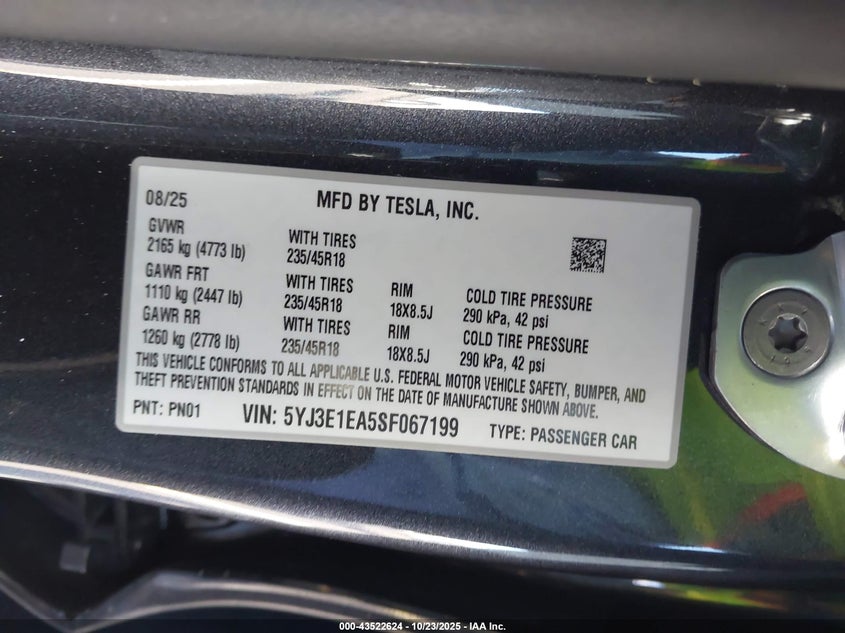 08/25 MFD BY TESLA, INC.
GVWR
2165 kg (4773 lb) WITH TIRES
235/45R18
GAWR FRT
1110 kg (2447 lb) WITH TIRES
235/45R18 RIM
18X8.5J COLD TIRE PRESSURE
290 kPa, 42 psi
GAWR RR
1260 kg (2778 lb) WITH TIRES
235/45R18 RIM
18X8.5J COLD TIRE PRESSURE
290 kPa, 42 psi
THIS VEHICLE CONFORMS TO ALL APPLICABLE U.S. FEDERAL MOTOR VEHICLE SAFETY, BUMPER, AND
THEFT PREVENTION STANDARDS IN EFFECT ON THE DATE OF MANUFACTURE SHOWN ABOVE.
PNT: PN01 VIN: 5YJ3E1EA5SF067199 TYPE: PASSENGER CAR
000-43522624 - 10/23/2025 - IAA Inc.